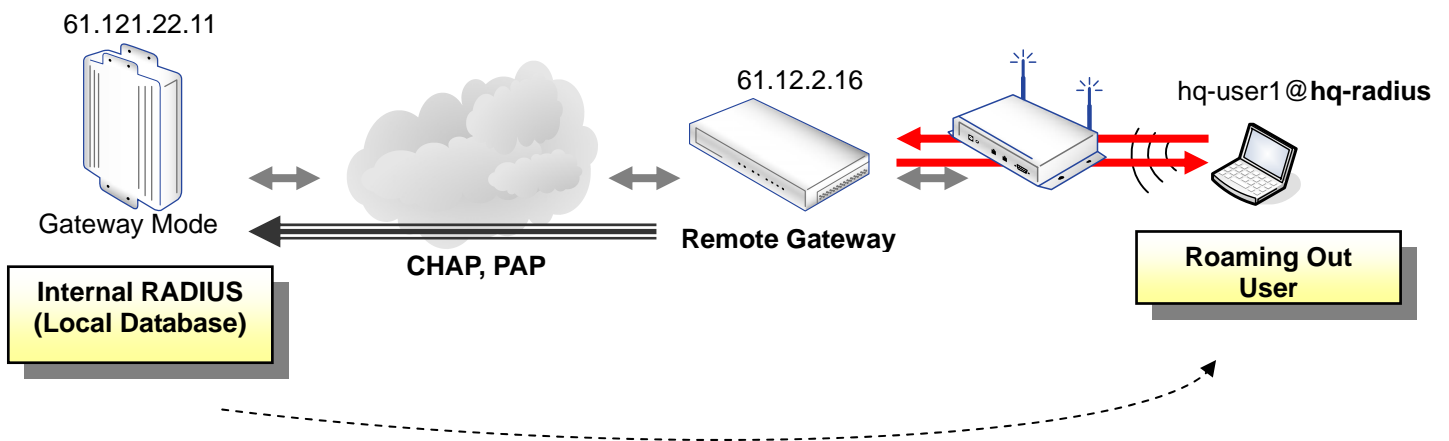 61.121.22.11
Gateway Mode
Internal RADIUS
(Local Database)
CHAP, PAP
61.12.2.16
Remote Gateway
hq-user1@hq-radius
Roaming Out
User